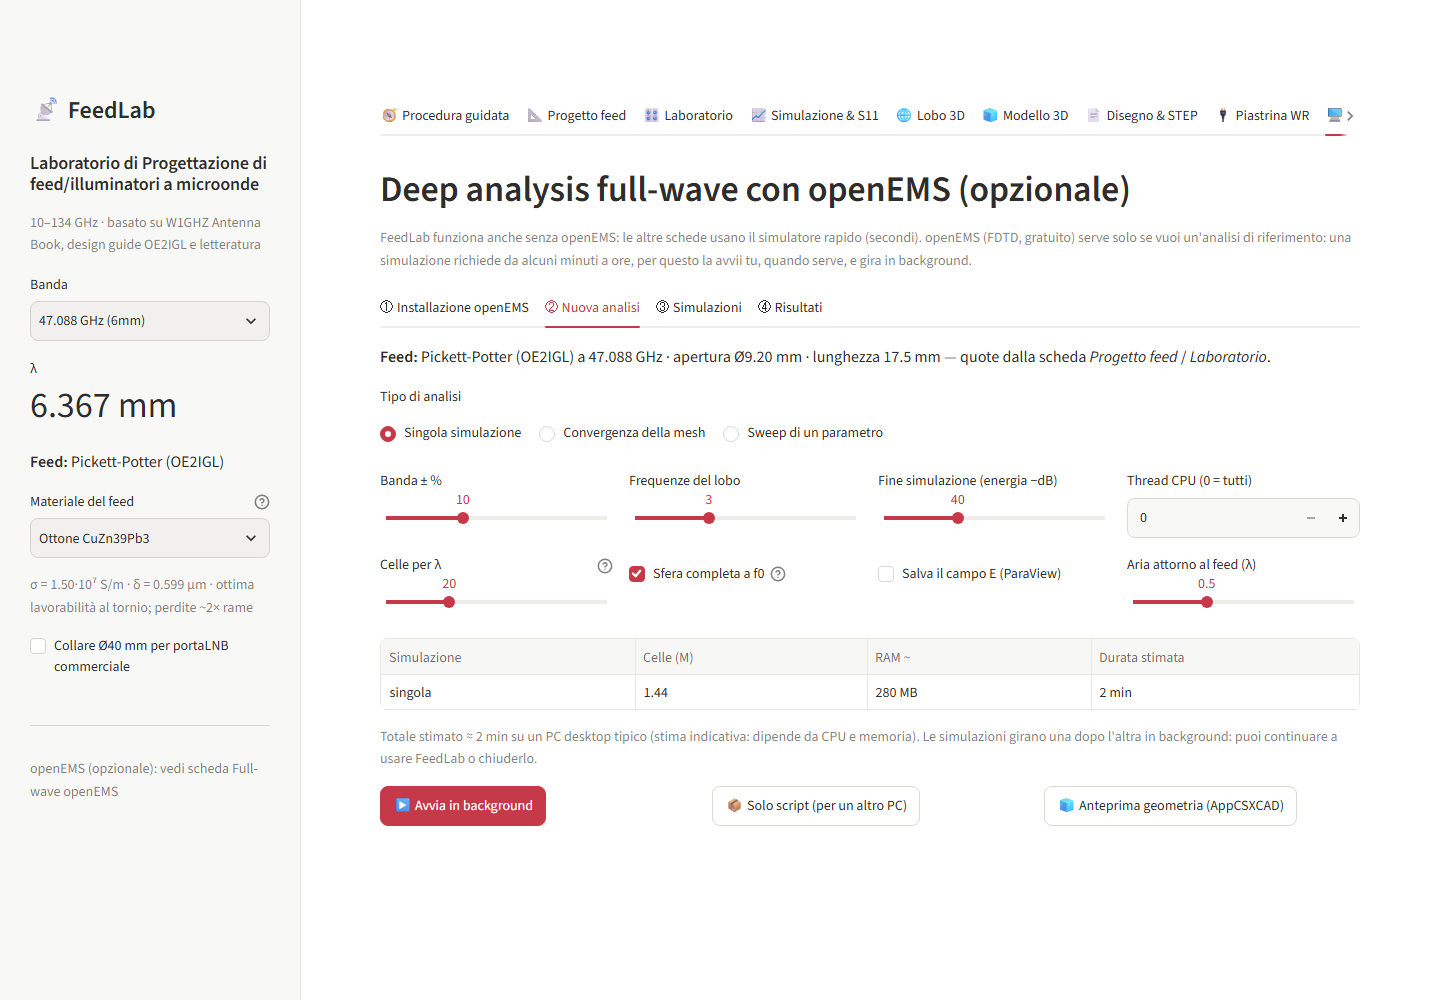 FeedLab
Laboratorio di Progettazione di
feed/illuminatori a microonde
10–134 GHz · basato su W1GHZ Antenna
Book, design guide OE2IGL e letteratura
Banda
47.088 GHz (6mm)
λ
6.367 mm
Feed: Pickett-Potter (OE2IGL)
Materiale del feed
Ottone CuZn39Pb3
σ = 1.50·10⁷ S/m · δ = 0.599 µm · ottima
lavorabilità al tornio; perdite ~2× rame
Collare Ø40 mm per portaLNB
commerciale
openEMS (opzionale): vedi scheda Full-
wave openEMS
Procedura guidata Progetto feed Laboratorio Simulazione & S11 Lobo 3D Modello 3D Disegno & STEP Piastrina WR
Deep analysis full-wave con openEMS (opzionale)
FeedLab funziona anche senza openEMS: le altre schede usano il simulatore rapido (secondi). openEMS (FDTD, gratuito) serve solo se vuoi un'analisi di riferimento: una
simulazione richiede da alcuni minuti a ore, per questo la avvii tu, quando serve, e gira in background.
① Installazione openEMS ② Nuova analisi ③ Simulazioni ④ Risultati
Feed: Pickett-Potter (OE2IGL) a 47.088 GHz · apertura Ø9.20 mm · lunghezza 17.5 mm — quote dalla scheda Progetto feed / Laboratorio.
Tipo di analisi
Singola simulazione Convergenza della mesh Sweep di un parametro
Banda ± % Frequenze del lobo Fine simulazione (energia −dB) Thread CPU (0 = tutti)
10 3 40
0
Celle per λ Sfera completa a f0 Salva il campo E (ParaView) Aria attorno al feed (λ)
20 0.5
Simulazione Celle (M) RAM ~ Durata stimata
singola 1.44 280 MB 2 min
Totale stimato ≈ 2 min su un PC desktop tipico (stima indicativa: dipende da CPU e memoria). Le simulazioni girano una dopo l'altra in background: puoi continuare a
usare FeedLab o chiuderlo.
Avvia in background Solo script (per un altro PC) Anteprima geometria (AppCSXCAD)